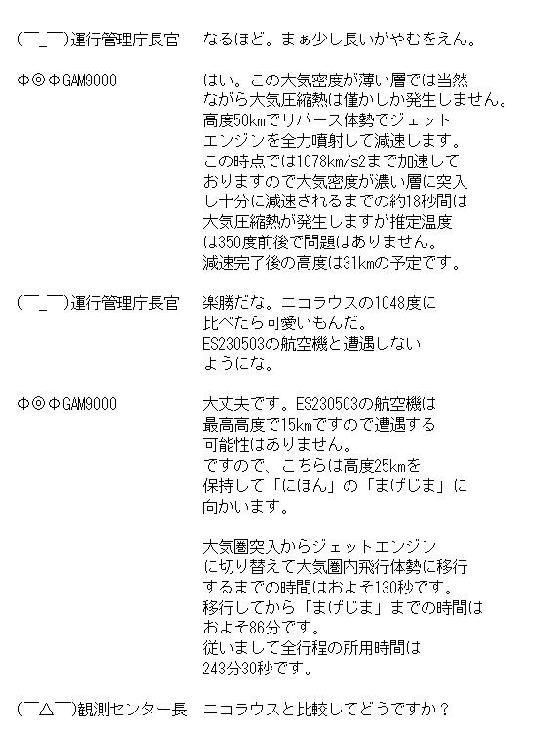 (￣_￣)運行管理庁長官　なるほど。まぁ少し長いがやむをえん。
Φ◎ΦGAM9000　はい。この大気密度が薄い層では当然
ながら大気圧縮熱は僅かしか発生しません。
高度50kmでリバース体勢でジェット
エンジンを全力噴射して減速します。
この時点では1078km/s2まで加速して
おりますので大気密度が濃い層に突入
し十分に減速されるまでの約18秒間は
大気圧縮熱が発生しますが推定温度
は350度前後で問題はありません。
減速完了後の高度は31kmの予定です。
(￣_￣)運行管理庁長官　楽勝だな。ニコラウスの1048度に
比べたら可愛いもんだ。
ES230503の航空機と遭遇しない
ようにな。
Φ◎ΦGAM9000　大丈夫です。ES230503の航空機は
最高高度で15kmですので遭遇する
可能性はありません。
ですので、こちらは高度25kmを
保持して「にほん」の「まげじま」に
向かいます。
大気圏突入からジェットエンジン
に切り替えて大気圏内飛行体勢に移行
するまでの時間はおよそ130秒です。
移行してから「まげじま」までの時間は
およそ86分です。
従いまして全行程の所用時間は
243分30秒です。
(￣△￣)観測センター長　ニコラウスと比較してどうですか？